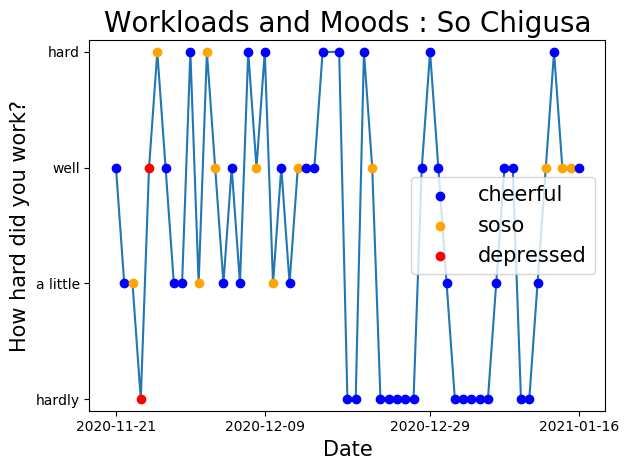 Workloads and Moods : So Chigusa
How hard did you work?
hard
well
a little
hardly
cheerful
soso
depressed
2020-11-21
2020-12-09
2020-12-29
2021-01-16
Date